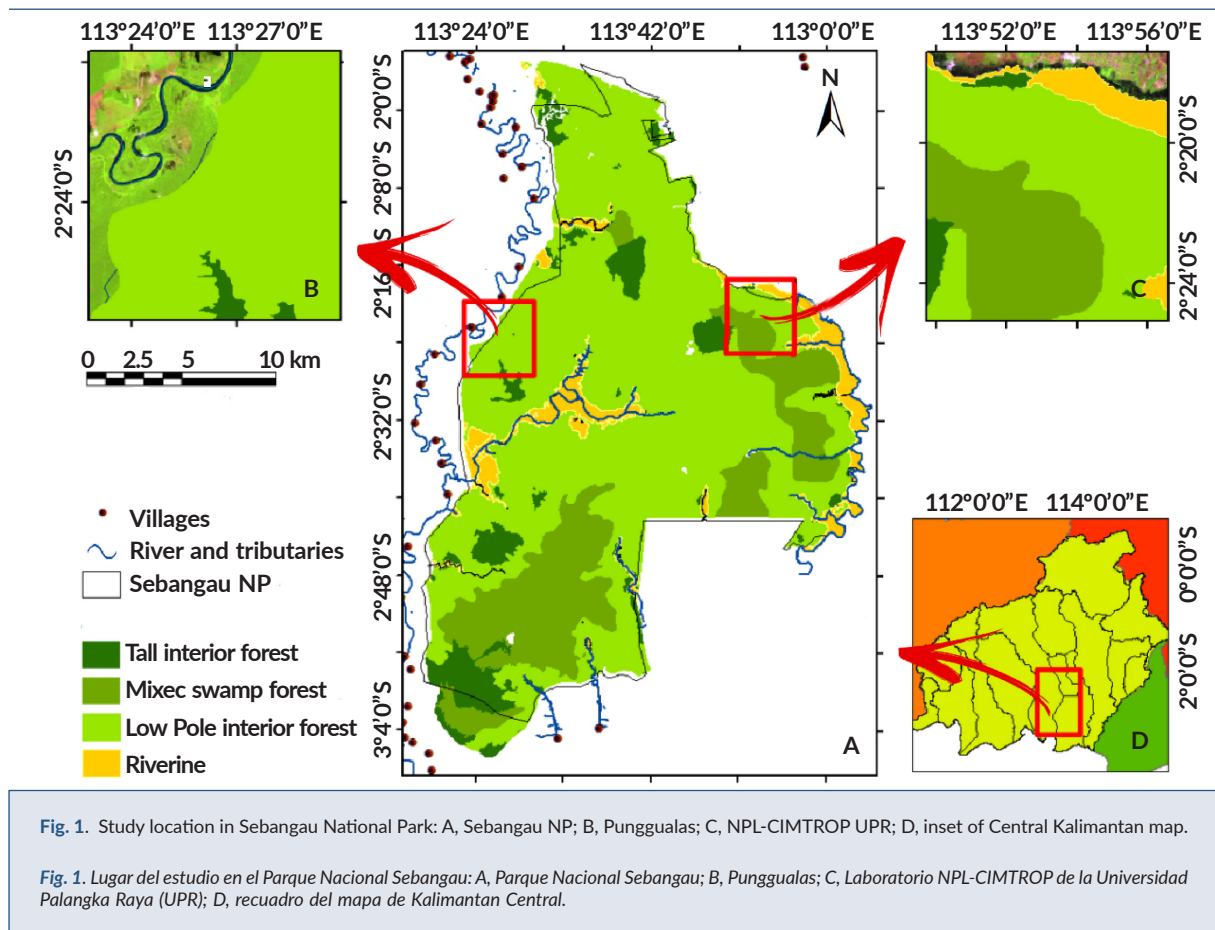 113°24'0"E 113°27'0"E
113°24'0"E 113°42'0"E 113°0'0"E
113°52'0"E 113°56'0"E
2°24'0"S
B
0 2.5 5 10 km
Villages
River and tributaries
Sebangau NP
Tall interior forest
Mixec swamp forest
Low Pole interior forest
Riverine
2°0'0"S
2°8'0"S
2°16'0"S
2°32'0"S
2°48'0"S
3°4'0"S
N
A
2°20'0"S
2°24'0"S
C
112°0'0"E 114°0'0"E
0°0'0"S
2°0'0"S
D
Fig. 1. Study location in Sebangau National Park: A, Sebangau NP; B, Punggualas; C, NPL-CIMTROP UPR; D, inset of Central Kalimantan map.
Fig. 1. Lugar del estudio en el Parque Nacional Sebangau: A, Parque Nacional Sebangau; B, Punggualas; C, Laboratorio NPL-CIMTROP de la Universidad
Palangka Raya (UPR); D, recuadro del mapa de Kalimantan Central.